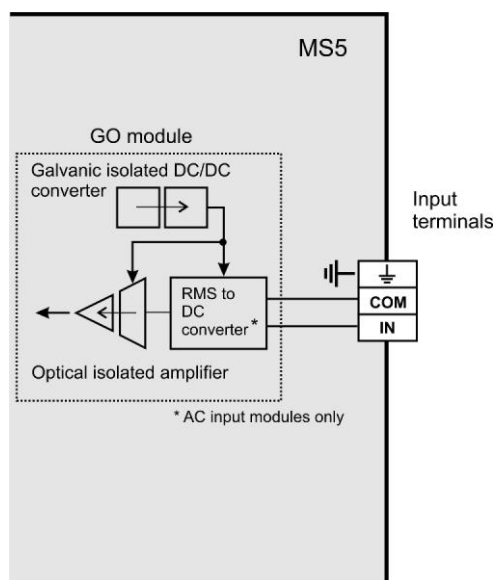 MS5
GO module
Galvanic isolated DC/DC
converter
Input
terminals
RMS to
DC
converter*
COM
IN
Optical isolated amplifier
* AC input modules only